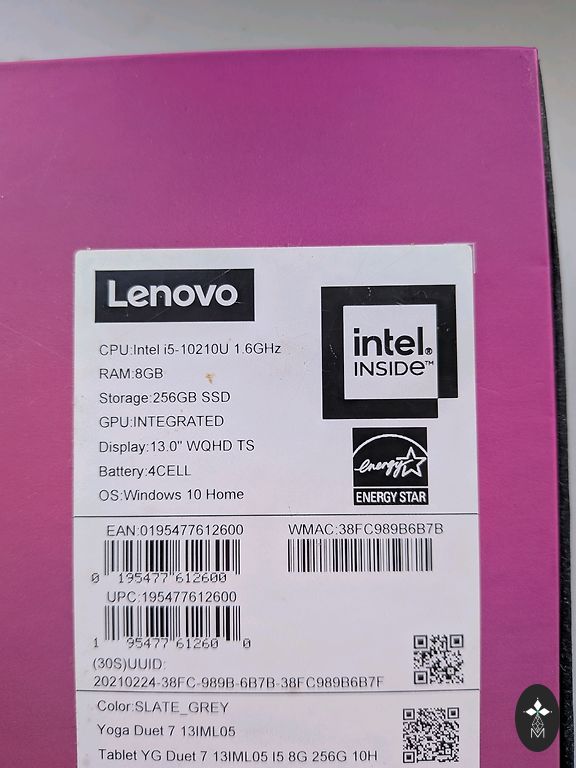 Lenovo
CPU:Intel i5-10210U 1.6GHz
RAM:8GB
Storage:256GB SSD
GPU:INTEGRATED
Display:13.0" WQHD TS
Battery:4CELL
OS:Windows 10 Home
intel®
INSIDE™
energy
ENERGY STAR
EAN:0195477612600
0 195477 612600
WMAC:38FC989B6B7B
UPC:195477612600
1 95477 61260 0
(30S)UUID:
20210224-38FC-989B-6B7B-38FC989B6B7F
Color:SLATE_GREY
Yoga Duet 7 13IML05
Tablet YG Duet 7 13IML05 I5 8G 256G 10H
M